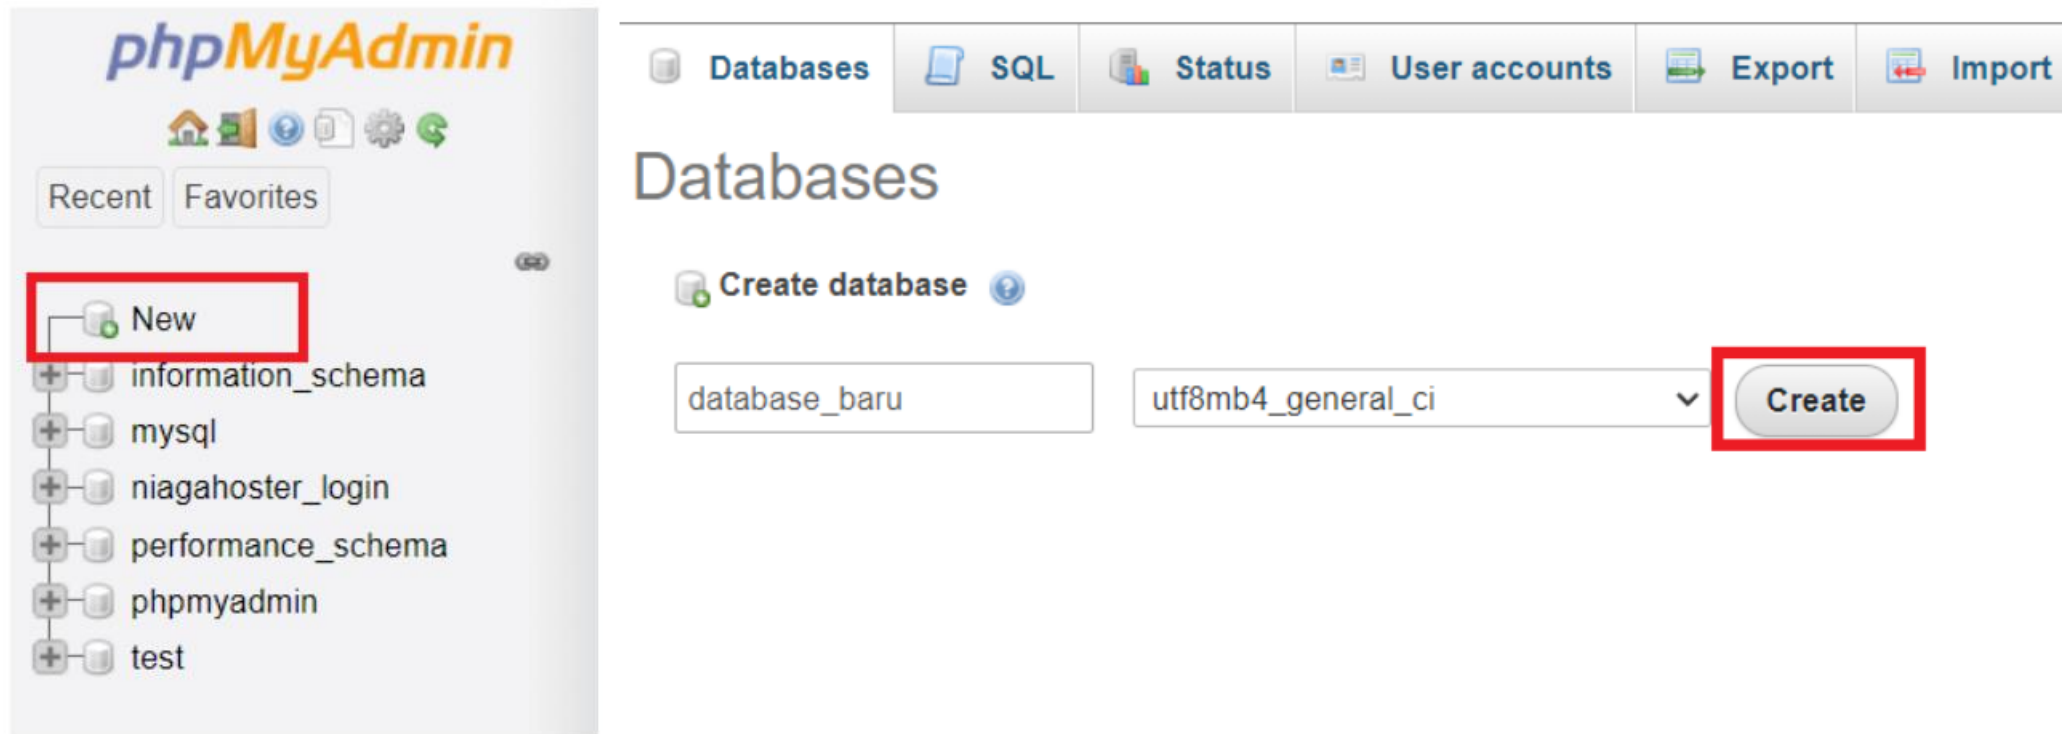 phpMyAdmin
Recent Favorites
New
information_schema
mysql
niagahoster_login
performance_schema
phpmyadmin
test
Databases SQL Status User accounts Export Import
Databases
Create database
database_baru utf8mb4_general_ci Create